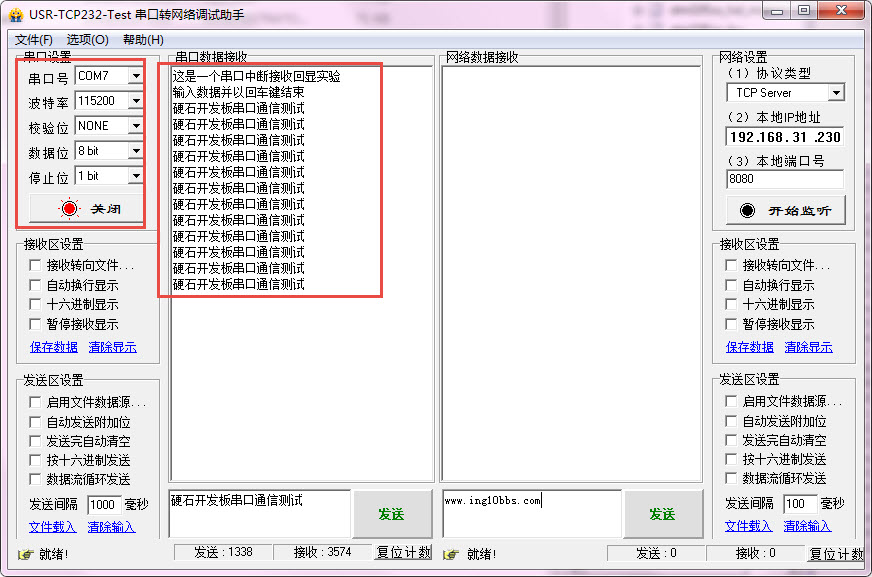 USR-TCP232-Test 串口转网络调试助手
文件(F) 选项(O) 帮助(H)
串口设置
串口号 COM7
波特率 115200
校验位 NONE
数据位 8 bit
停止位 1 bit
关闭
接收区设置
接收转向文件...
自动换行显示
十六进制显示
暂停接收显示
保存数据 清除显示
发送区设置
启用文件数据源...
自动发送附加位
发送完自动清空
按十六进制发送
数据流循环发送
发送间隔 1000 毫秒
文件载入 清除输入
就绪!
串口数据接收
这是一个串口中断接收回显实验
输入数据并以回车键结束
硬石开发板串口通信测试
硬石开发板串口通信测试
硬石开发板串口通信测试
硬石开发板串口通信测试
硬石开发板串口通信测试
硬石开发板串口通信测试
硬石开发板串口通信测试
硬石开发板串口通信测试
硬石开发板串口通信测试
硬石开发板串口通信测试
硬石开发板串口通信测试
硬石开发板串口通信测试
硬石开发板串口通信测试
发送
发送 : 1338 接收 : 3574 复位计数
网络数据接收
www.ing10bbs.com
发送
就绪!
发送 : 0 接收 : 0 复位计数
网络设置
(1) 协议类型
TCP Server
(2) 本地IP地址
192.168.31 .230
(3) 本地端口号
8080
开始监听
接收区设置
接收转向文件...
自动换行显示
十六进制显示
暂停接收显示
保存数据 清除显示
发送区设置
启用文件数据源...
自动发送附加位
发送完自动清空
按十六进制发送
数据流循环发送
发送间隔 100 毫秒
文件载入 清除输入